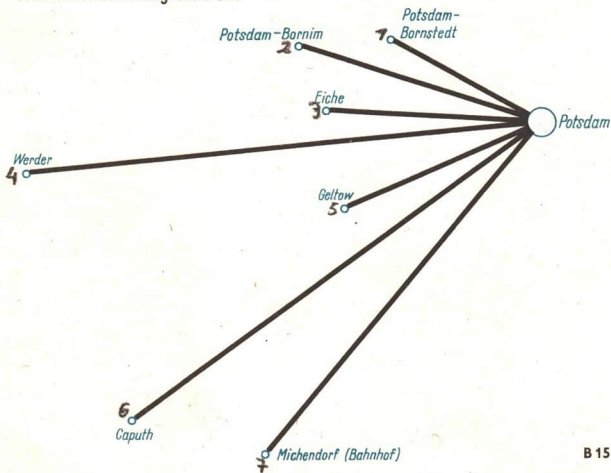 Potsdam-
Bornstedt
1
Potsdam-Bornim
2
Eiche
3
Potsdam
Werder
4
Geltow
5
6
Caputh
7
Michendorf (Bahnhof)
B 15